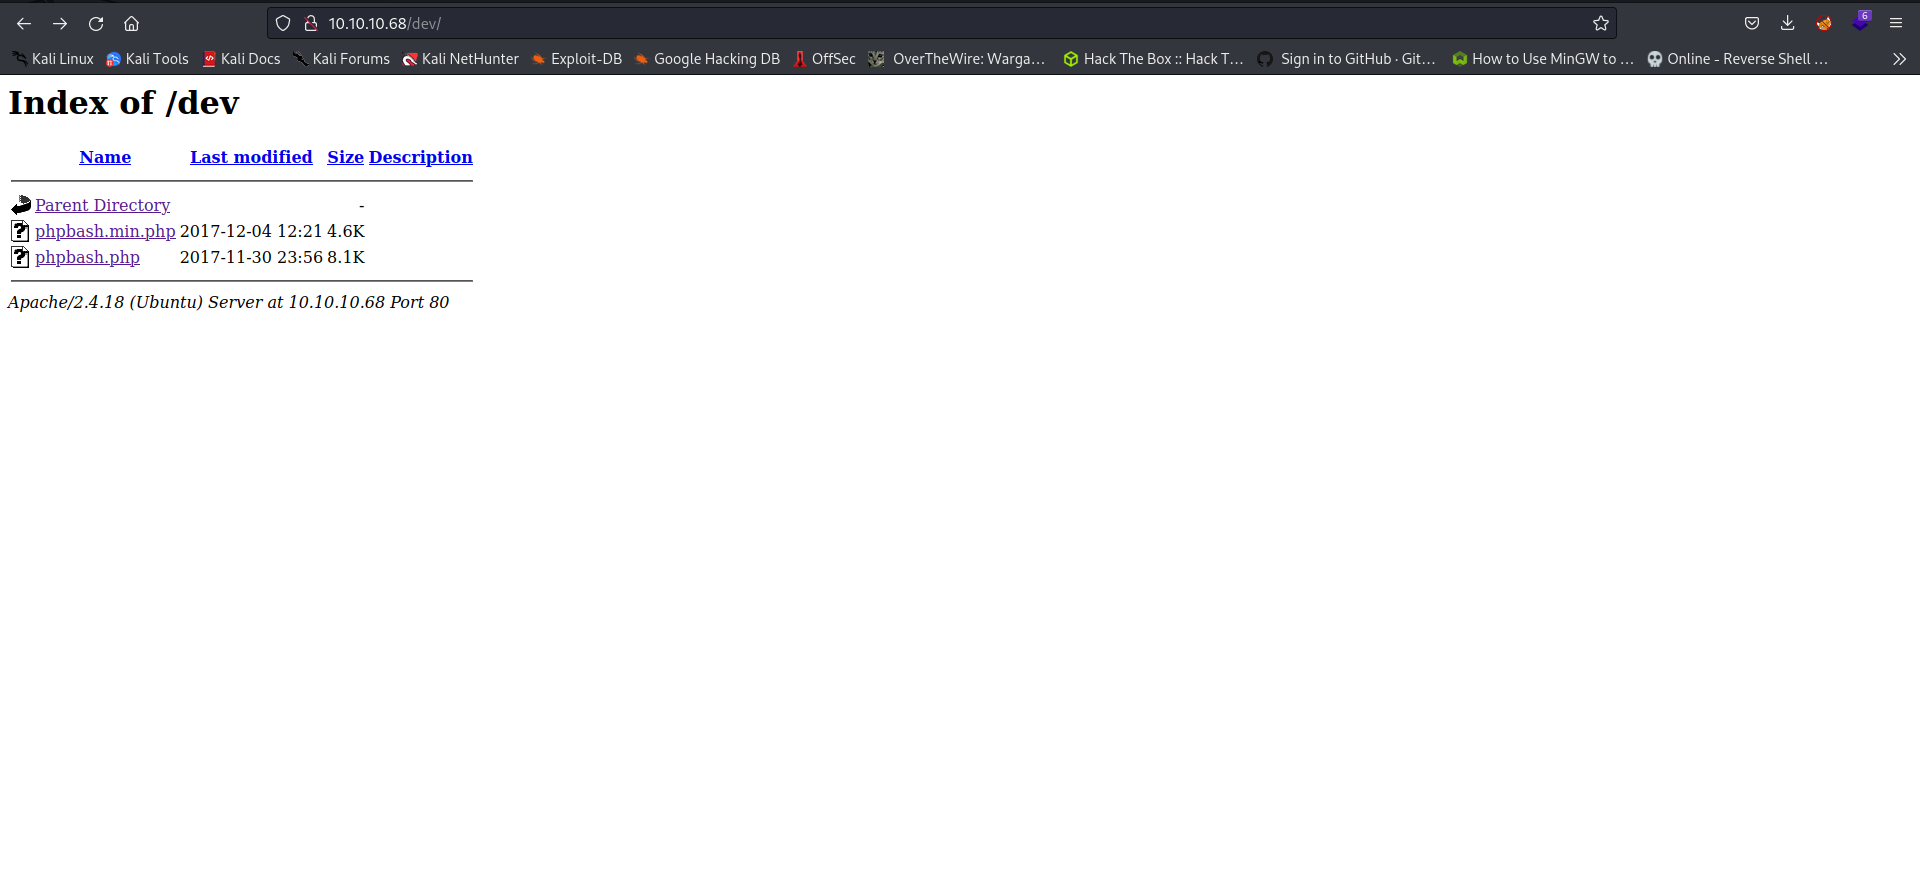 10.10.10.68/dev/
6
Kali Linux Kali Tools Kali Docs Kali Forums Kali NetHunter Exploit-DB Google Hacking DB OffSec OverTheWire: Warga... Hack The Box :: Hack T... Sign in to GitHub · Git... How to Use MinGW to ... Online - Reverse Shell ...
Index of /dev
Name Last modified Size Description
Parent Directory -
phpbash.min.php 2017-12-04 12:21 4.6K
phpbash.php 2017-11-30 23:56 8.1K
Apache/2.4.18 (Ubuntu) Server at 10.10.10.68 Port 80